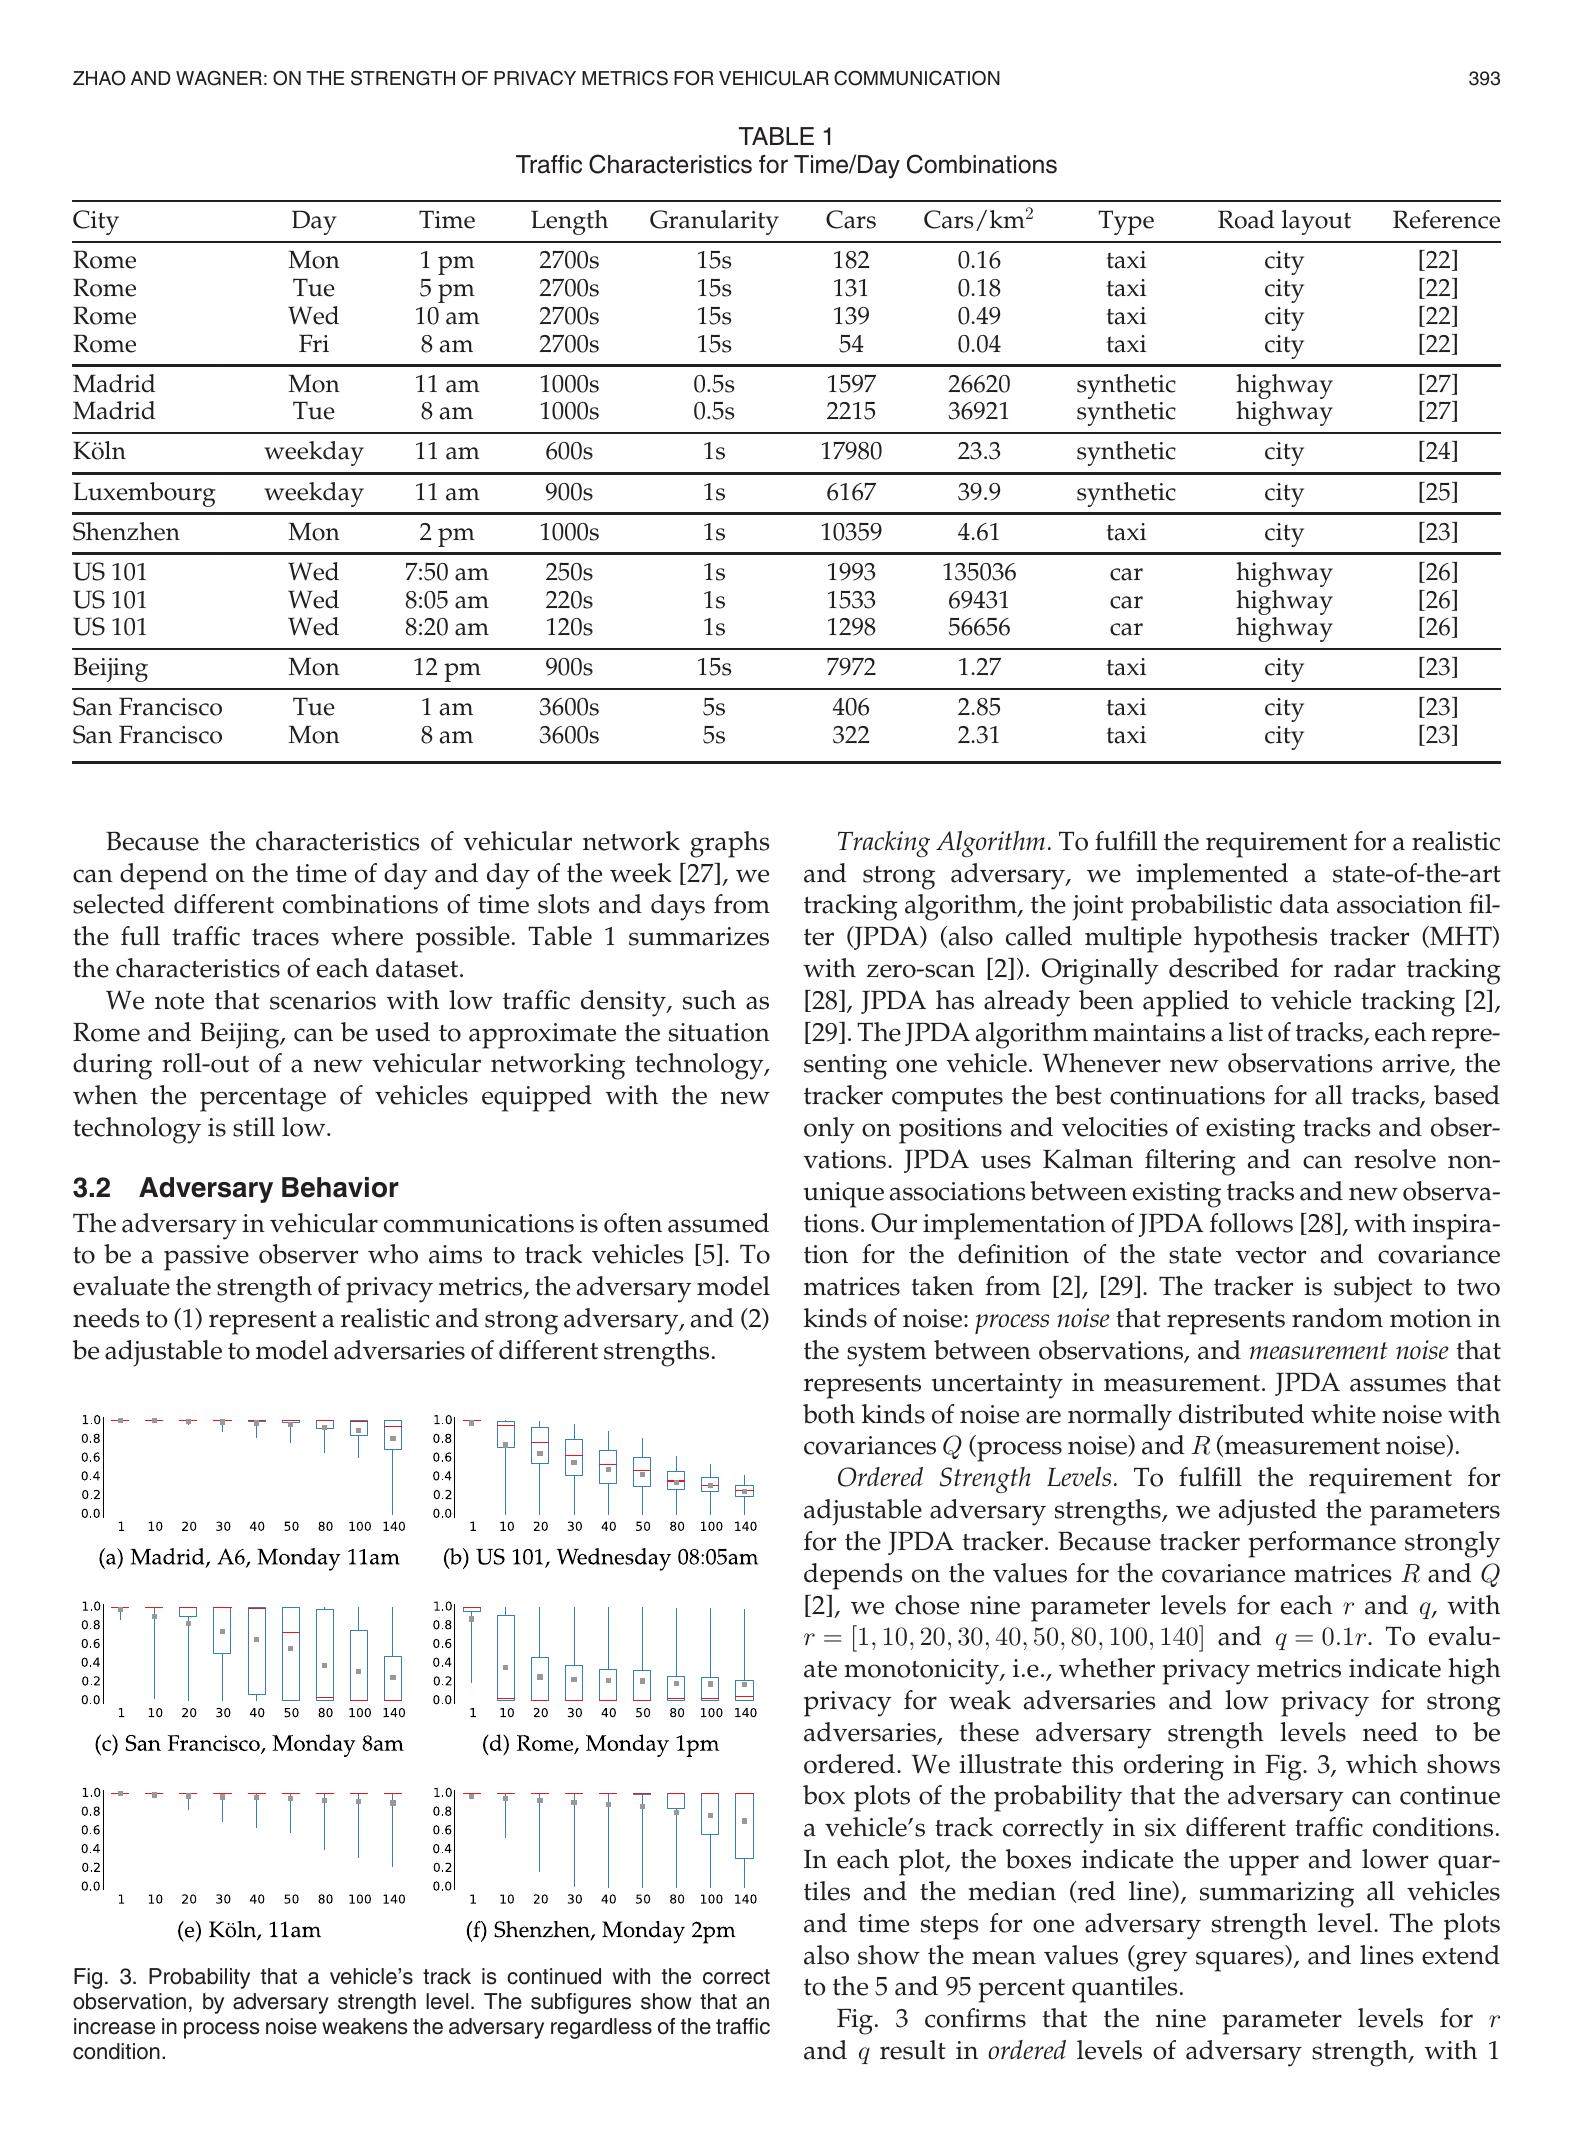 ZHAO AND WAGNER: ON THE STRENGTH OF PRIVACY METRICS FOR VEHICULAR COMMUNICATION 393
TABLE 1
Traffic Characteristics for Time/Day Combinations
City Day Time Length Granularity Cars Cars/km² Type Road layout Reference
Rome Mon 1 pm 2700s 15s 182 0.16 taxi city [22]
Rome Tue 5 pm 2700s 15s 131 0.18 taxi city [22]
Rome Wed 10 am 2700s 15s 139 0.49 taxi city [22]
Rome Fri 8 am 2700s 15s 54 0.04 taxi city [22]
Madrid Mon 11 am 1000s 0.5s 1597 26620 synthetic highway [27]
Madrid Tue 8 am 1000s 0.5s 2215 36921 synthetic highway [27]
Köln weekday 11 am 600s 1s 17980 23.3 synthetic city [24]
Luxembourg weekday 11 am 900s 1s 6167 39.9 synthetic city [25]
Shenzhen Mon 2 pm 1000s 1s 10359 4.61 taxi city [23]
US 101 Wed 7:50 am 250s 1s 1993 135036 car highway [26]
US 101 Wed 8:05 am 220s 1s 1533 69431 car highway [26]
US 101 Wed 8:20 am 120s 1s 1298 56656 car highway [26]
Beijing Mon 12 pm 900s 15s 7972 1.27 taxi city [23]
San Francisco Tue 1 am 3600s 5s 406 2.85 taxi city [23]
San Francisco Mon 8 am 3600s 5s 322 2.31 taxi city [23]
Because the characteristics of vehicular network graphs
can depend on the time of day and day of the week [27], we
selected different combinations of time slots and days from
the full traffic traces where possible. Table 1 summarizes
the characteristics of each dataset.
We note that scenarios with low traffic density, such as
Rome and Beijing, can be used to approximate the situation
during roll-out of a new vehicular networking technology,
when the percentage of vehicles equipped with the new
technology is still low.
3.2 Adversary Behavior
The adversary in vehicular communications is often assumed
to be a passive observer who aims to track vehicles [5]. To
evaluate the strength of privacy metrics, the adversary model
needs to (1) represent a realistic and strong adversary, and (2)
be adjustable to model adversaries of different strengths.
1.0 1.0
0.8 0.8
0.6 0.6
0.4 0.4
0.2 0.2
0.0 0.0
1 10 20 30 40 50 80 100 140 1 10 20 30 40 50 80 100 140
(a) Madrid, A6, Monday 11am (b) US 101, Wednesday 08:05am
1.0 1.0
0.8 0.8
0.6 0.6
0.4 0.4
0.2 0.2
0.0 0.0
1 10 20 30 40 50 80 100 140 1 10 20 30 40 50 80 100 140
(c) San Francisco, Monday 8am (d) Rome, Monday 1pm
1.0 1.0
0.8 0.8
0.6 0.6
0.4 0.4
0.2 0.2
0.0 0.0
1 10 20 30 40 50 80 100 140 1 10 20 30 40 50 80 100 140
(e) Köln, 11am (f) Shenzhen, Monday 2pm
Fig. 3. Probability that a vehicle's track is continued with the correct
observation, by adversary strength level. The subfigures show that an
increase in process noise weakens the adversary regardless of the traffic
condition.
Tracking Algorithm. To fulfill the requirement for a realistic
and strong adversary, we implemented a state-of-the-art
tracking algorithm, the joint probabilistic data association fil-
ter (JPDA) (also called multiple hypothesis tracker (MHT)
with zero-scan [2]). Originally described for radar tracking
[28], JPDA has already been applied to vehicle tracking [2],
[29]. The JPDA algorithm maintains a list of tracks, each repre-
senting one vehicle. Whenever new observations arrive, the
tracker computes the best continuations for all tracks, based
only on positions and velocities of existing tracks and obser-
vations. JPDA uses Kalman filtering and can resolve non-
unique associations between existing tracks and new observa-
tions. Our implementation of JPDA follows [28], with inspira-
tion for the definition of the state vector and covariance
matrices taken from [2], [29]. The tracker is subject to two
kinds of noise: process noise that represents random motion in
the system between observations, and measurement noise that
represents uncertainty in measurement. JPDA assumes that
both kinds of noise are normally distributed white noise with
covariances Q (process noise) and R (measurement noise).
Ordered Strength Levels. To fulfill the requirement for
adjustable adversary strengths, we adjusted the parameters
for the JPDA tracker. Because tracker performance strongly
depends on the values for the covariance matrices R and Q
[2], we chose nine parameter levels for each r and q, with
r = [1, 10, 20, 30, 40, 50, 80, 100, 140] and q = 0.1r. To evalu-
ate monotonicity, i.e., whether privacy metrics indicate high
privacy for weak adversaries and low privacy for strong
adversaries, these adversary strength levels need to be
ordered. We illustrate this ordering in Fig. 3, which shows
box plots of the probability that the adversary can continue
a vehicle's track correctly in six different traffic conditions.
In each plot, the boxes indicate the upper and lower quar-
tiles and the median (red line), summarizing all vehicles
and time steps for one adversary strength level. The plots
also show the mean values (grey squares), and lines extend
to the 5 and 95 percent quantiles.
Fig. 3 confirms that the nine parameter levels for r
and q result in ordered levels of adversary strength, with 1